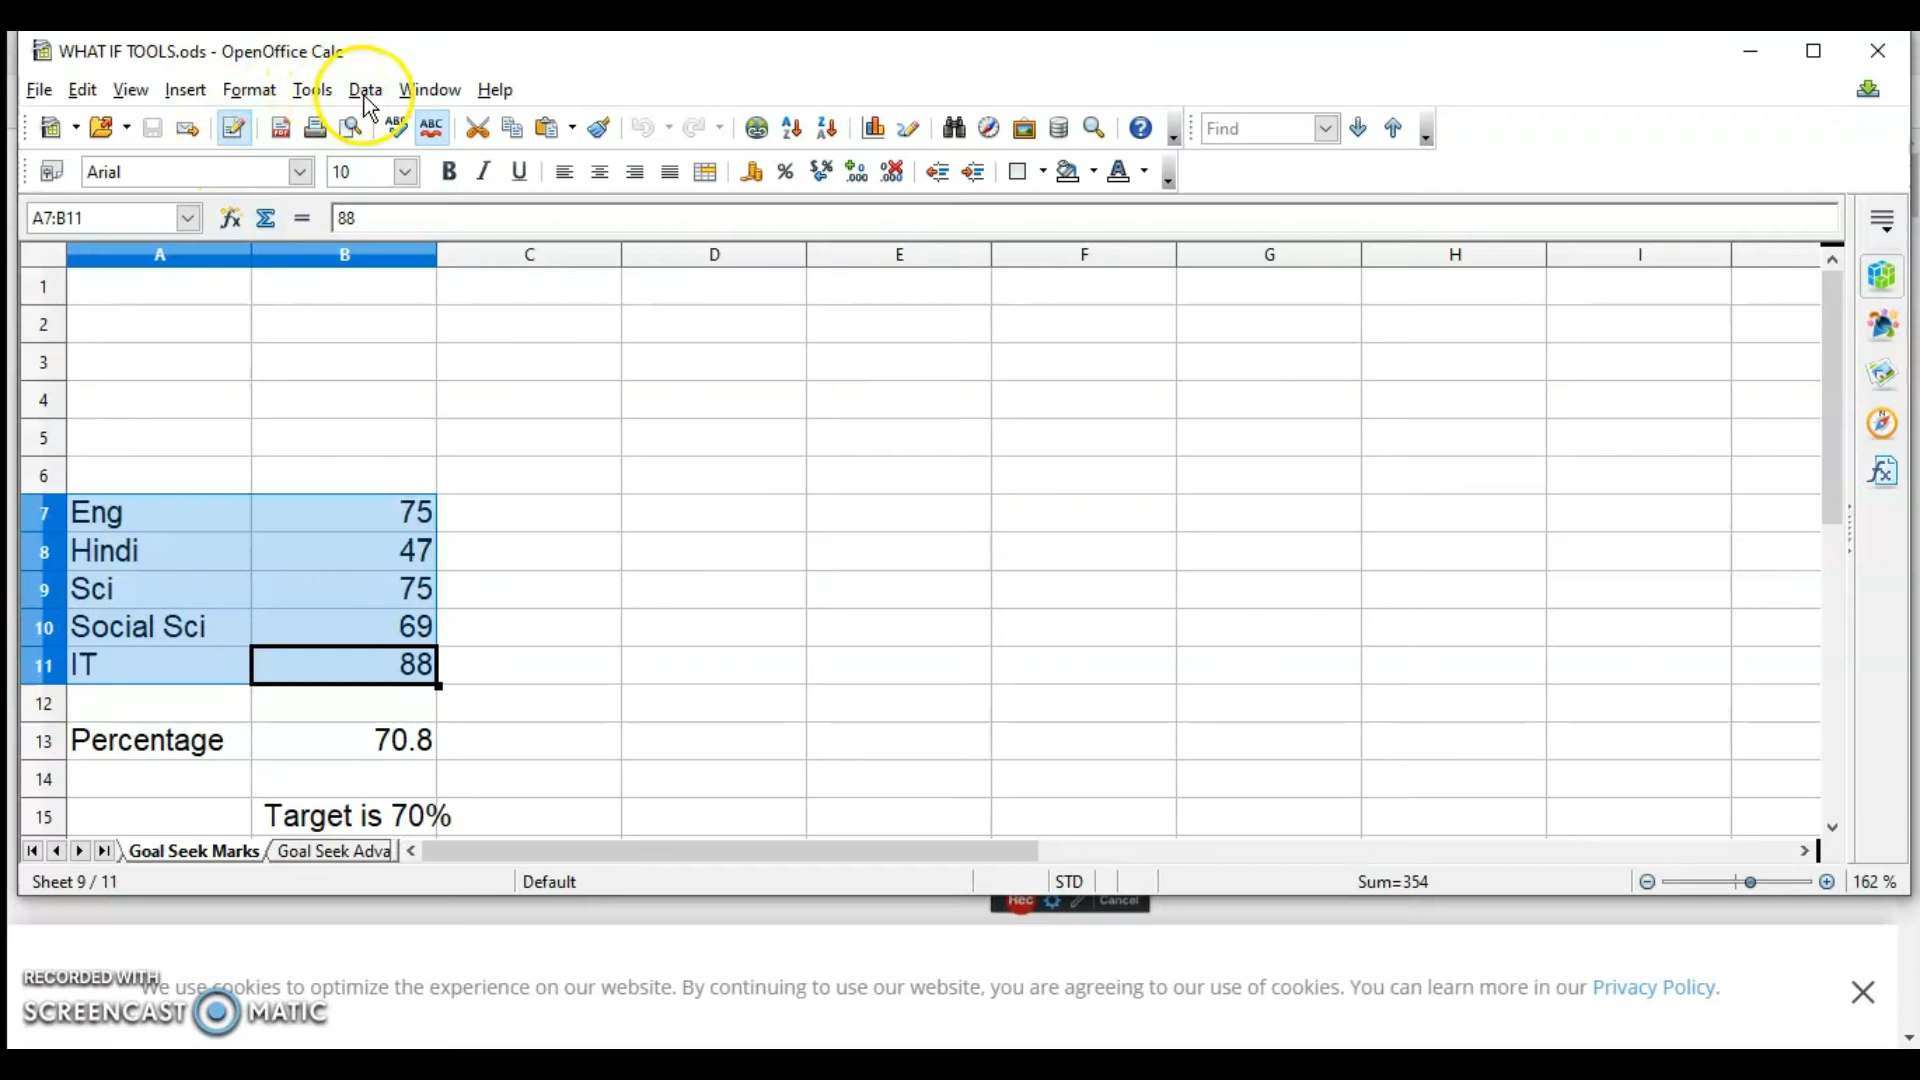 WHAT IF TOOLS.ods - OpenOffice Calc
File Edit View Insert Format Tools Data Window Help
ABC ABC Find
Arial 10 B I U %
A7:B11 fx Σ = 88
A B C D E F G H I
1
2
3
4
5
6
7 Eng 75
8 Hindi 47
9 Sci 75
10 Social Sci 69
11 IT 88
12
13 Percentage 70.8
14
15 Target is 70%
Goal Seek Marks Goal Seek Adva
Sheet 9 / 11 Default STD Sum=354 162 %
Rec Cancel
RECORDED WITH
We use cookies to optimize the experience on our website. By continuing to use our website, you are agreeing to our use of cookies. You can learn more in our Privacy Policy.
SCREENCAST MATIC